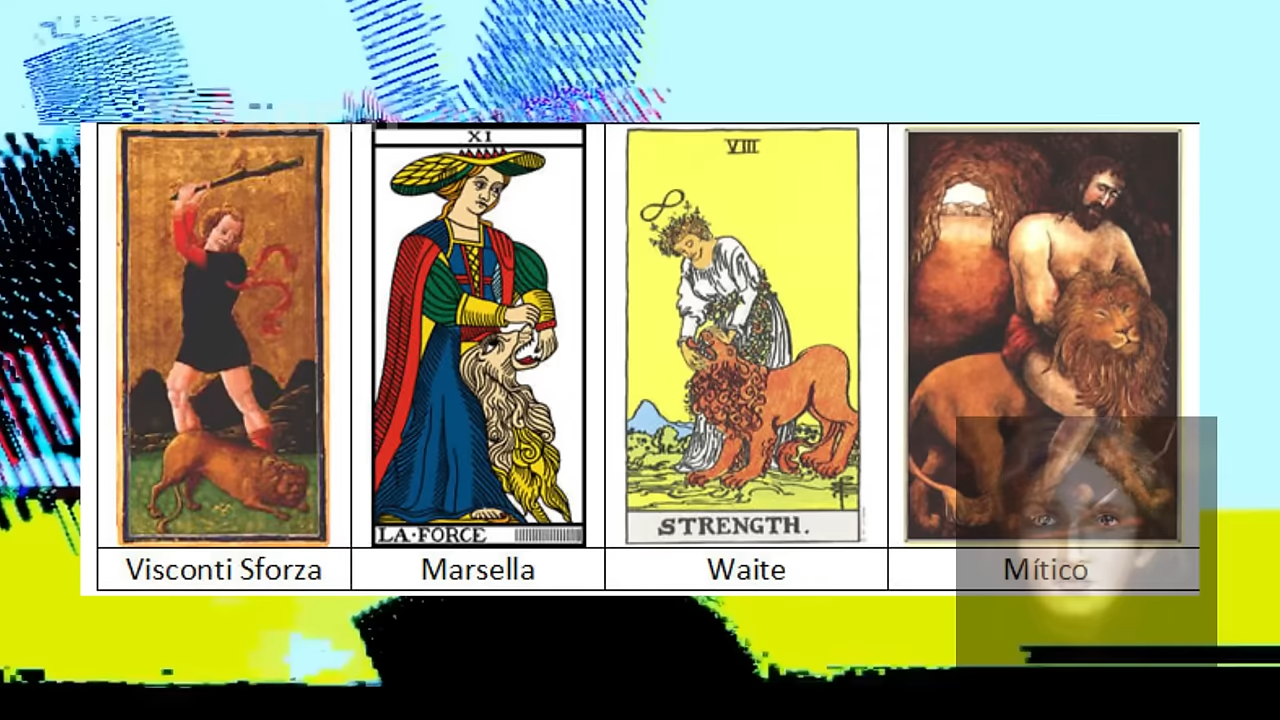 XI
VIII
LA·FORCE
STRENGTH.
Visconti Sforza
Marsella
Waite
Mítico